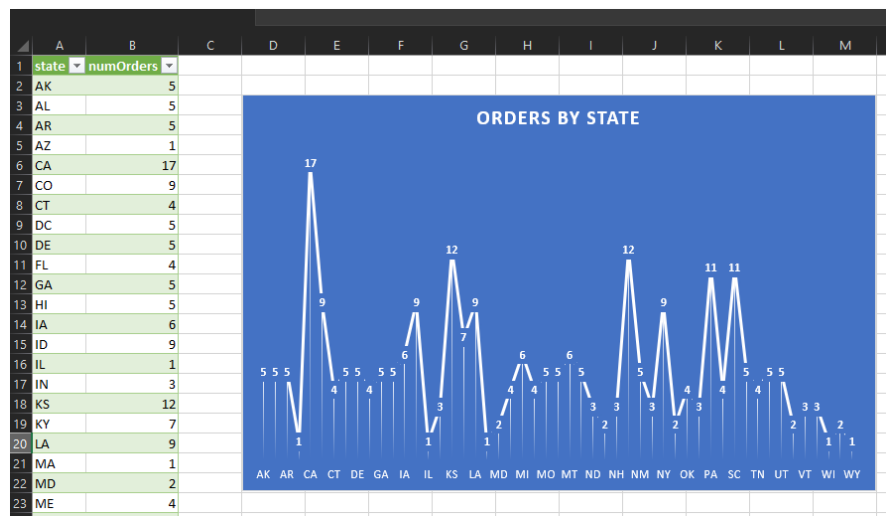 A B C D E F G H I J K L M
1 state numOrders
2 AK 5
3 AL 5
4 AR 5
5 AZ 1
6 CA 17
7 CO 9
8 CT 4
9 DC 5
10 DE 5
11 FL 4
12 GA 5
13 HI 5
14 IA 6
15 ID 9
16 IL 1
17 IN 3
18 KS 12
19 KY 7
20 LA 9
21 MA 1
22 MD 2
23 ME 4
ORDERS BY STATE
5 5 5 1 17 9 4 5 5 4 5 5 6 9 1 3 12 7 9 1 2 4 6 4 5 5 6 5 3 2 3 12 5 3 9 2 4 3 11 4 11 5 4 5 5 2 3 3 1 2 1
AK AR CA CT DE GA IA IL KS LA MD MI MO MT ND NH NM NY OK PA SC TN UT VT WI WY